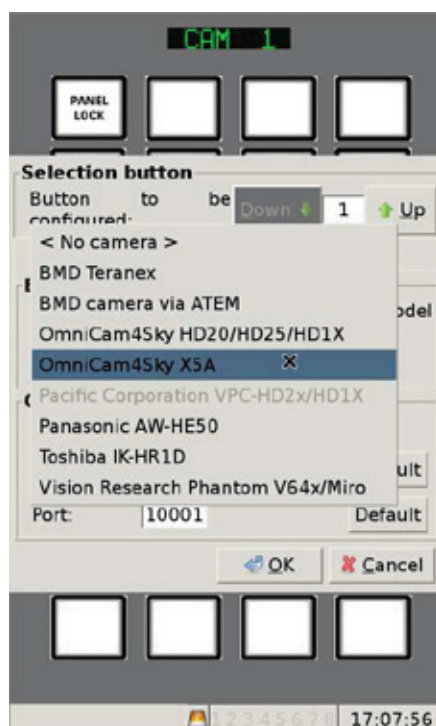 CAM 1
PANEL
LOCK
Selection button
Button to be
configured:
Down
1
Up
< No camera >
BMD Teranex
BMD camera via ATEM
OmniCam4Sky HD20/HD25/HD1X
OmniCam4Sky X5A
Pacific Corporation VPC-HD2x/HD1X
Panasonic AW-HE50
Toshiba IK-HR1D
Vision Research Phantom V64x/Miro
Port: 10001 Default
OK Cancel
12345678 17:07:56